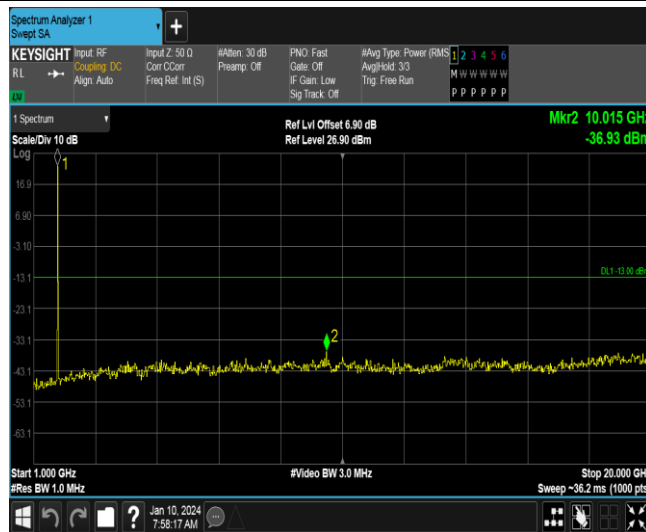 Spectrum Analyzer 1
Swept SA
+
KEYSIGHT
RL
Input: RF
Coupling: DC
Align: Auto
Input Z: 50 Ω
Corr CCorr
Freq Ref: Int (S)
#Atten: 30 dB
Preamp: Off
PNO: Fast
Gate: Off
IF Gain: Low
Sig Track: Off
#Avg Type: Power (RMS
Avg|Hold: 3/3
Trig: Free Run
1 2 3 4 5 6
M W W W W W
P P P P P P
1 Spectrum
Scale/Div 10 dB
Log
Ref Lvl Offset 6.90 dB
Ref Level 26.90 dBm
Mkr2 10.015 GHz
-36.93 dBm
1
16.9
6.90
-3.10
-13.1
DL1 -13.00 dBm
-23.1
-33.1
2
-43.1
-53.1
-63.1
Start 1.000 GHz
#Res BW 1.0 MHz
#Video BW 3.0 MHz
Stop 20.000 GHz
Sweep ~36.2 ms (1000 pts
?
Jan 10, 2024
7:58:17 AM